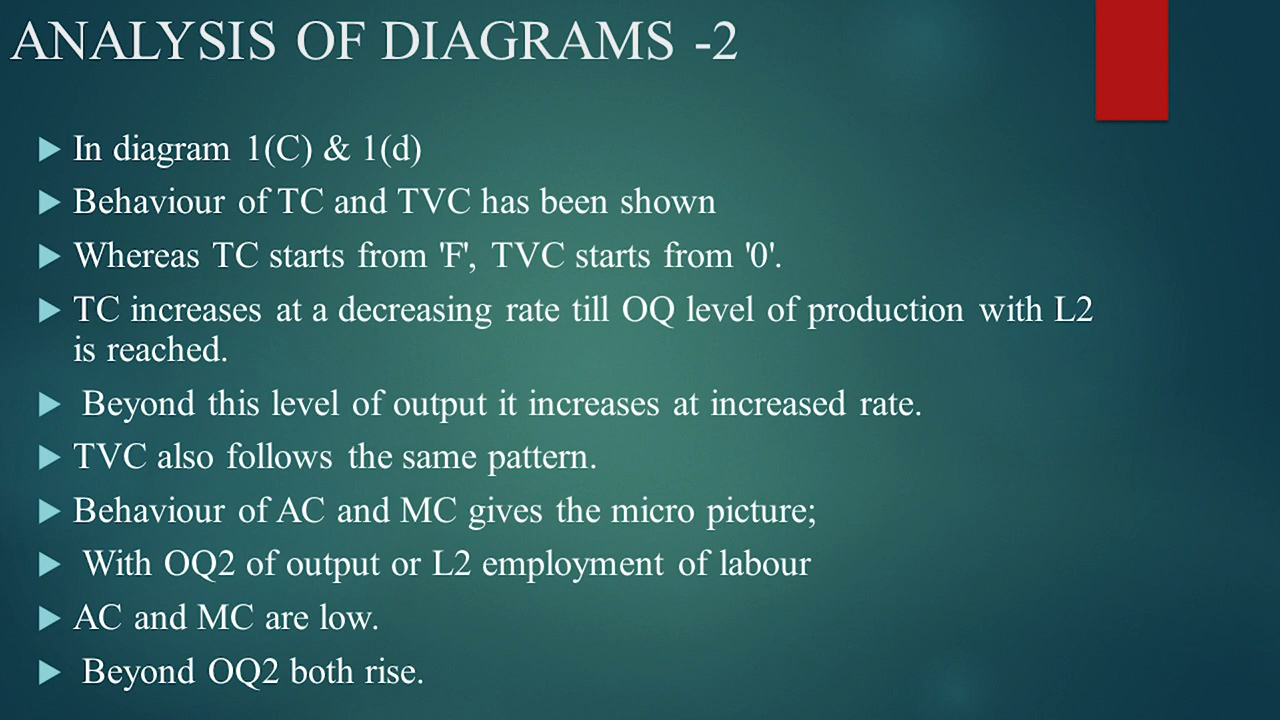 ANALYSIS OF DIAGRAMS -2
In diagram 1(C) & 1(d)
Behaviour of TC and TVC has been shown
Whereas TC starts from 'F', TVC starts from '0'.
TC increases at a decreasing rate till OQ level of production with L2
is reached.
Beyond this level of output it increases at increased rate.
TVC also follows the same pattern.
Behaviour of AC and MC gives the micro picture;
With OQ2 of output or L2 employment of labour
AC and MC are low.
Beyond OQ2 both rise.